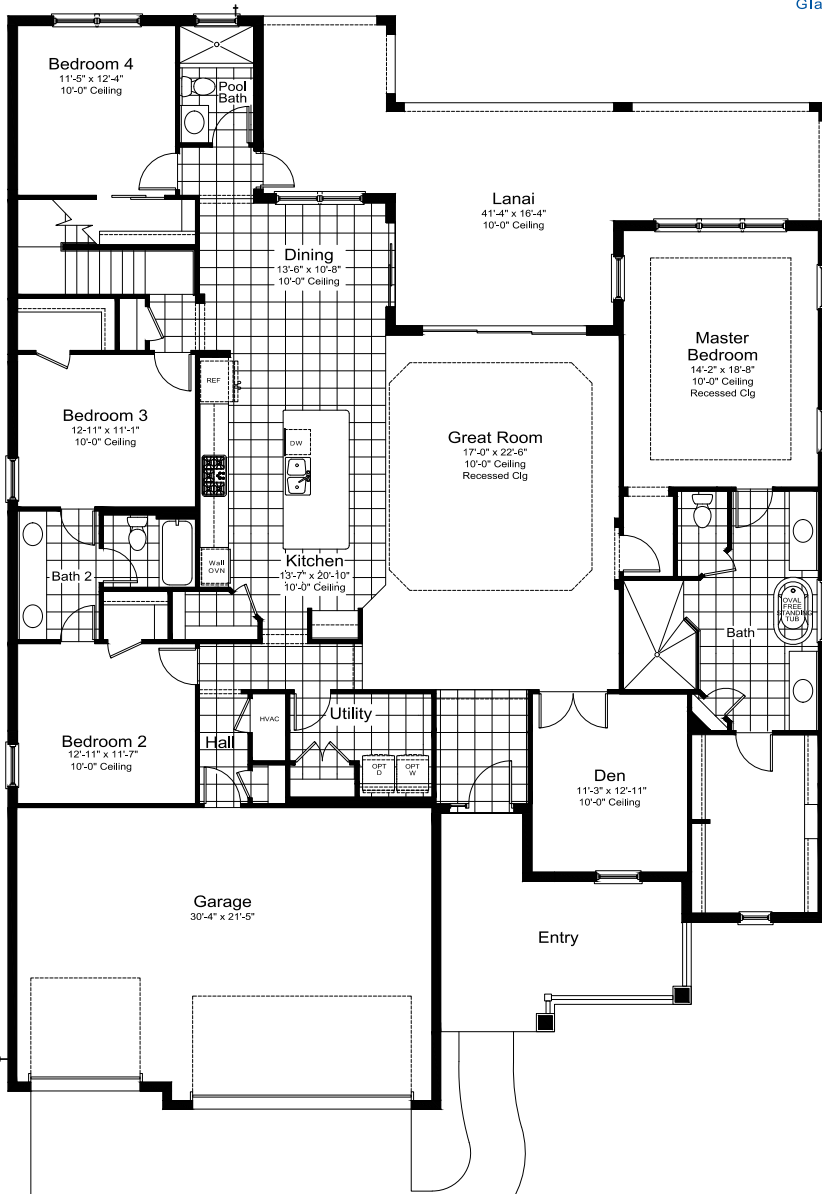 Gla
Bedroom 4
11'-5" x 12'-4"
10'-0" Ceiling
Pool
Bath
Lanai
41'-4" x 16'-4"
10'-0" Ceiling
Dining
13'-6" x 10'-8"
10'-0" Ceiling
Master
Bedroom
14'-2" x 18'-8"
10'-0" Ceiling
Recessed Clg
REF
Bedroom 3
12-11" x 11'-1"
10'-0" Ceiling
DW
Great Room
17'-0" x 22'-6"
10'-0" Ceiling
Recessed Clg
Bath 2
Wall
OVN
Kitchen
13'-7" x 20'-10"
10'-0" Ceiling
OVAL
FREE
STANDING
TUB
Bath
Bedroom 2
12'-11" x 11'-7"
10'-0" Ceiling
Hall
HVAC
Utility
OPT
D
OPT
W
Den
11'-3" x 12'-11"
10'-0" Ceiling
Garage
30'-4" x 21'-5"
Entry